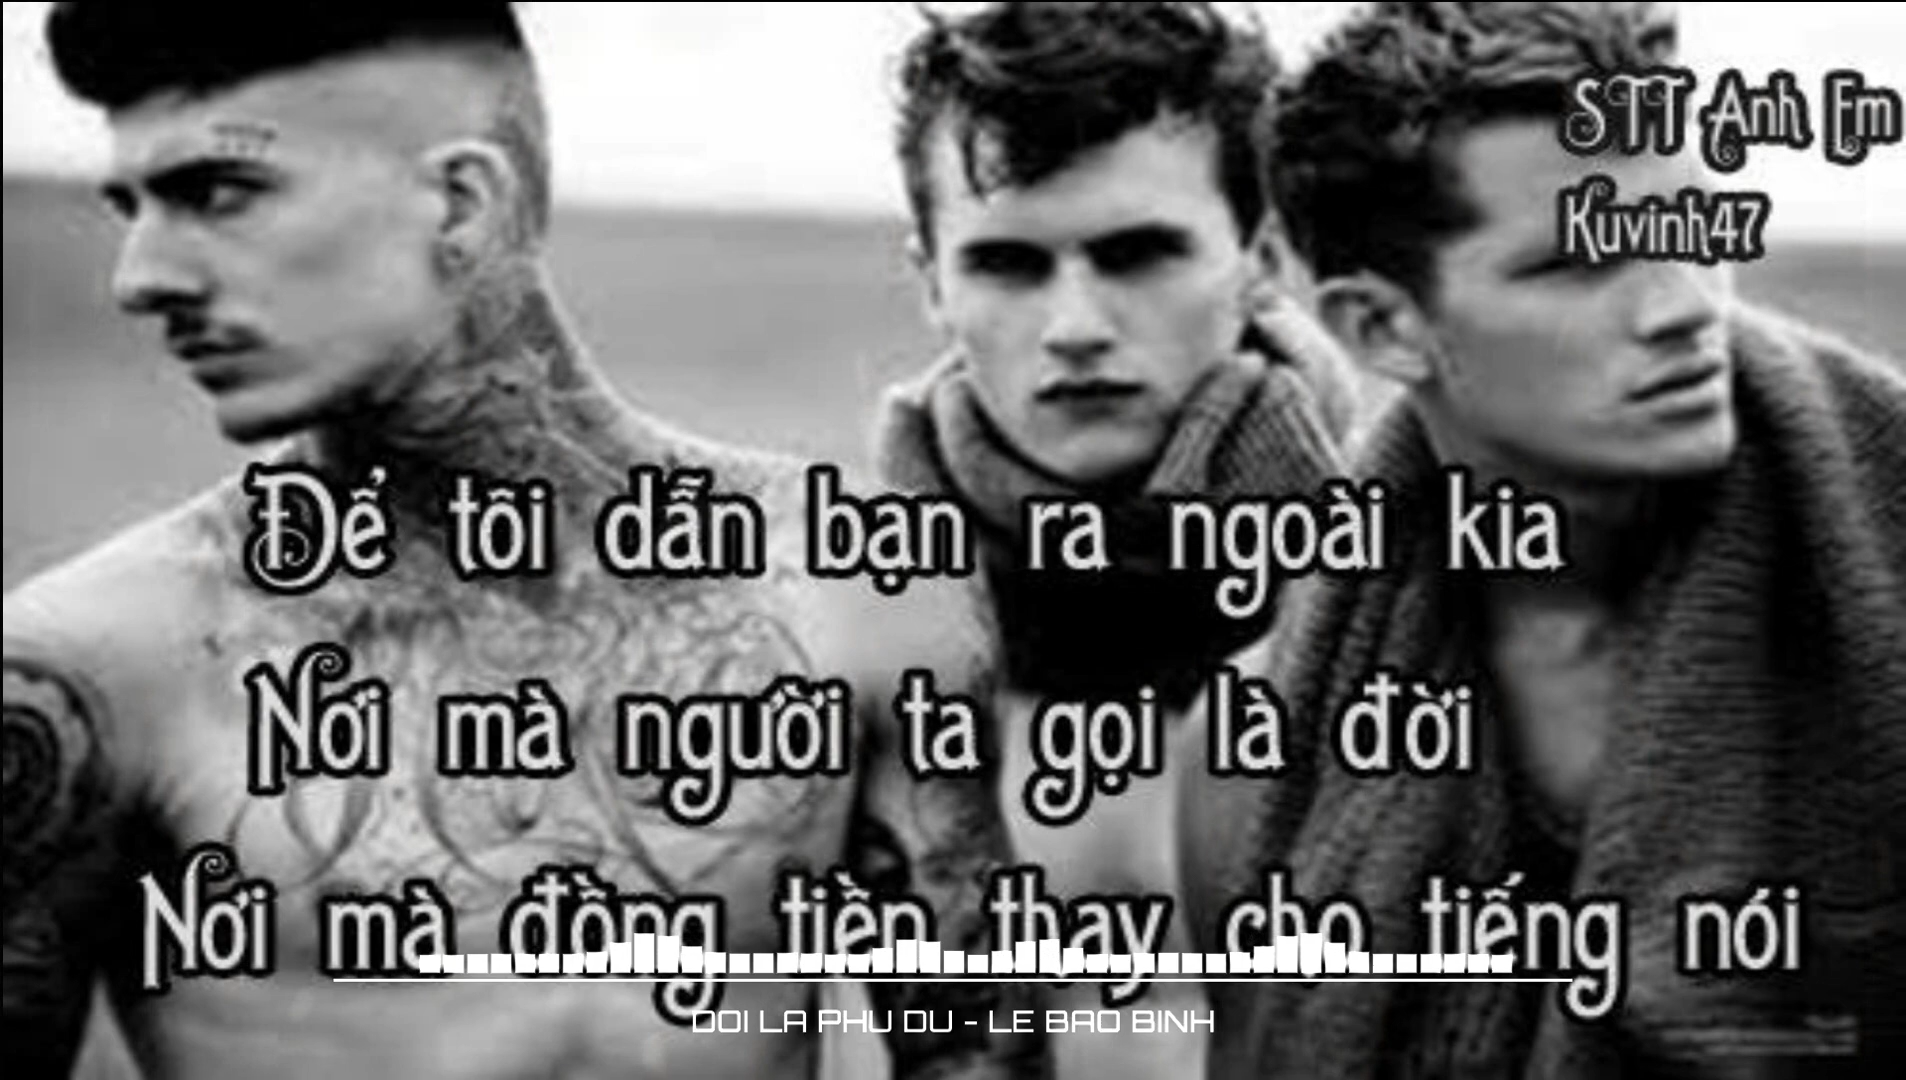 STT Anh Em
Kuvinh47
Để tôi dẫn bạn ra ngoài kia
Nơi mà người ta gọi là đời
Nơi mà đồng tiền thay cho tiếng nói
DOI LA PHU DU - LE BAO BINH